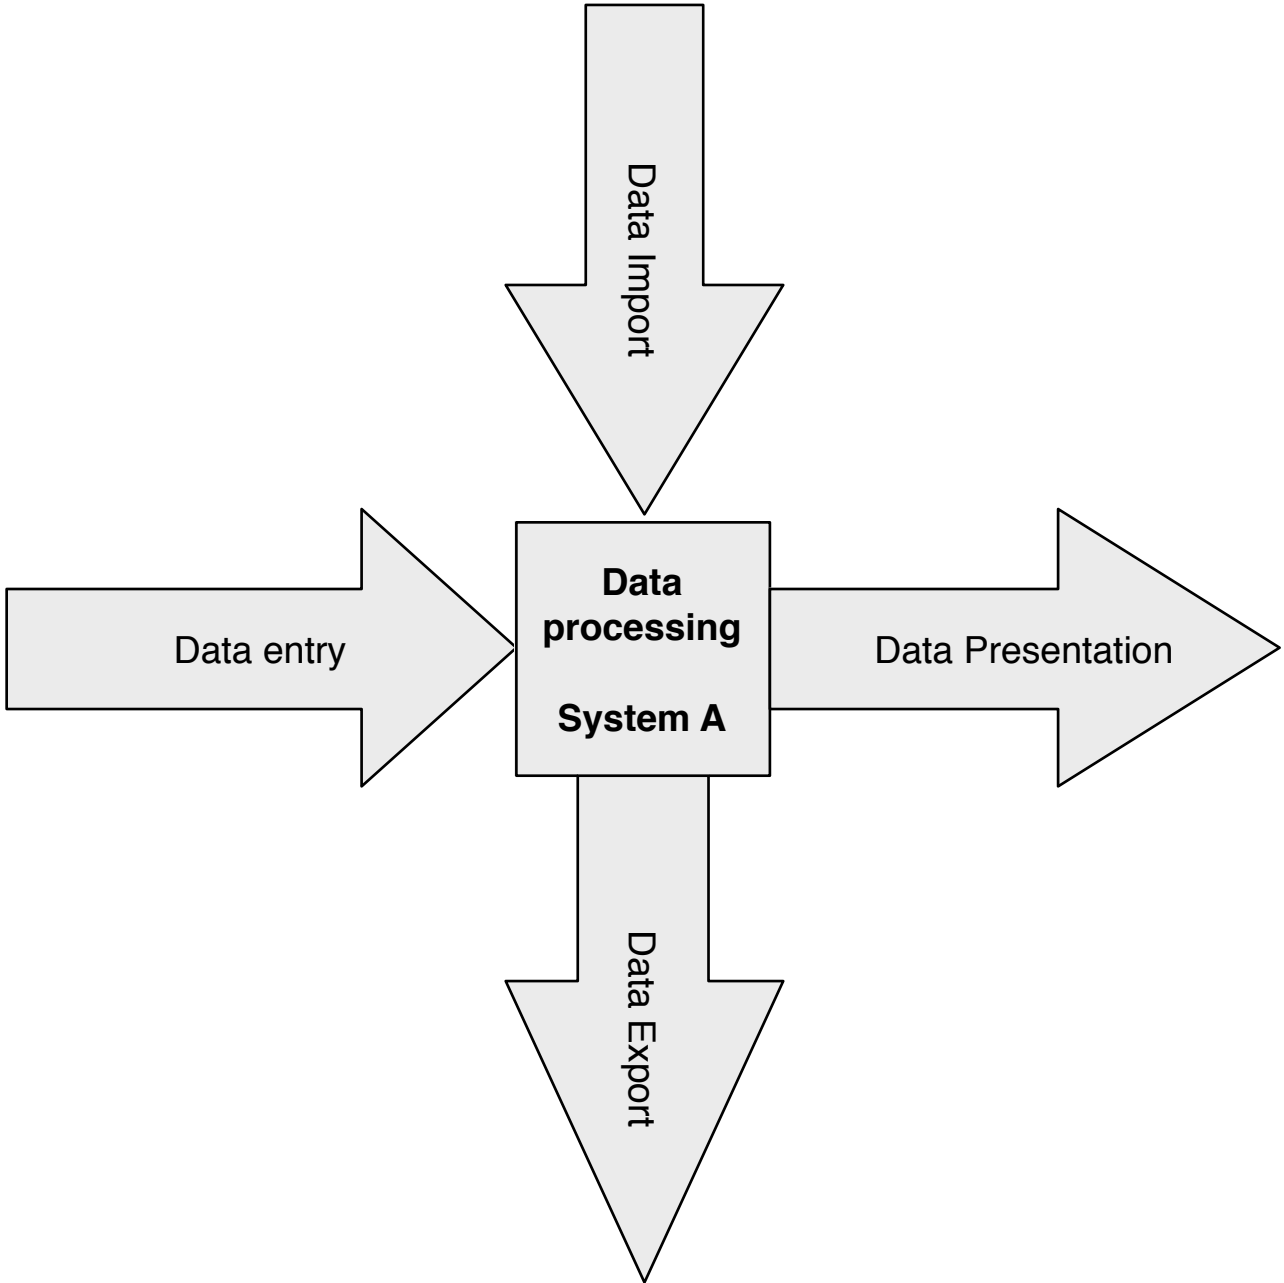 Data Import
Data entry
Data
processing
System A
Data Presentation
Data Export